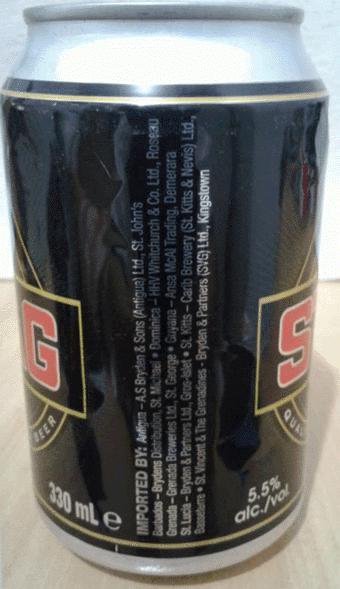 G
BEER
330 mL e
IMPORTED BY: Antigua – A.S Bryden & Sons (Antigua) Ltd., St. John's
Barbados – Brydens Distribution, St. Michael • Dominica – HHV Whitchurch & Co. Ltd., Roseau
Grenada – Grenada Breweries Ltd., St. George • Guyana – Ansa McAl Trading, Demerara
St. Lucia – Bryden & Partners Ltd., Gros-Islet • St. Kitts – Carib Brewery (St. Kitts & Nevis) Ltd.,
Basseterre • St. Vincent & The Grenadines - Bryden & Partners (SVG) Ltd., Kingstown
S
QUAL
5.5%
alc./vol.